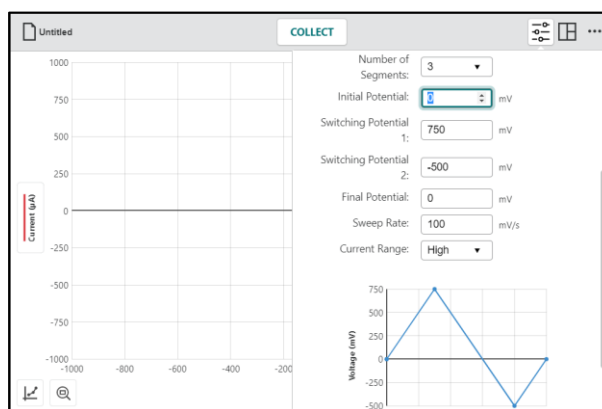 Untitled
COLLECT
...
1000
750
500
250
0
-250
-500
-750
-1000
Current (µA)
-1000
-800
-600
-400
-200
Number of
Segments:
3
Initial Potential:
0
mV
Switching Potential
1:
750
mV
Switching Potential
2:
-500
mV
Final Potential:
0
mV
Sweep Rate:
100
mV/s
Current Range:
High
750
500
250
0
-250
-500
Voltage (mV)